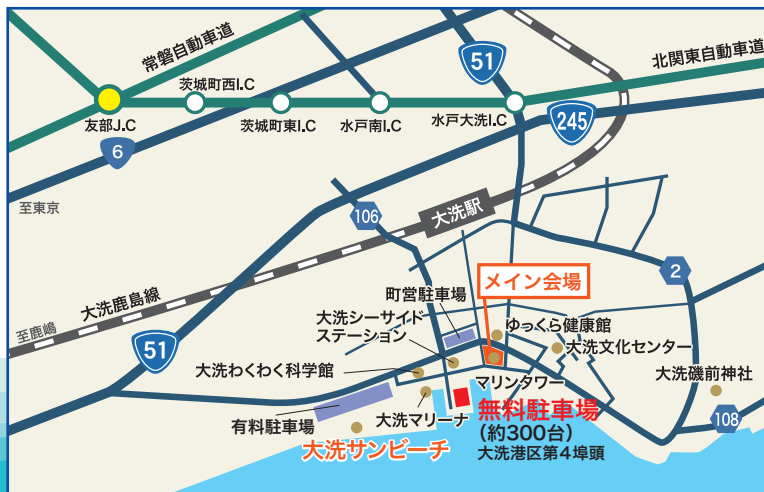 常磐自動車道
51
北関東自動車道
茨城町西I.C
友部J.C
茨城町東I.C
水戸南I.C
水戸大洗I.C
6
245
至東京
106
大洗駅
2
大洗鹿島線
メイン会場
町営駐車場
至鹿嶋
51
大洗シーサイド
ステーション
ゆっくら健康館
大洗文化センター
大洗わくわく科学館
マリンタワー
大洗磯前神社
有料駐車場
大洗マリーナ
無料駐車場
(約300台)
大洗港区第4埠頭
108
大洗サンビーチ